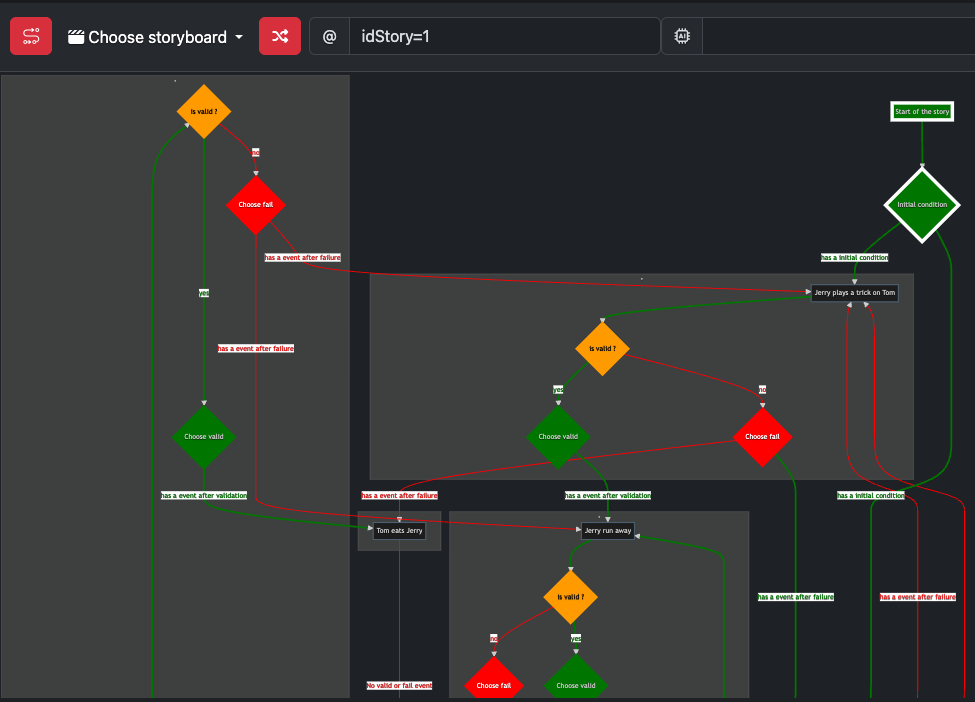 Choose storyboard
@
idStory=1
AI
Is valid ?
Start of the story
no
Choose fail
Initial condition
has a event after failure
has a initial condition
yes
Jerry plays a trick on Tom
has a event after failure
Is valid ?
yes
no
Choose valid
Choose valid
Choose fail
has a event after validation
has a event after failure
has a event after validation
has a initial condition
Tom eats Jerry
Jerry run away
Is valid ?
has a event after failure
has a event after failure
no
yes
No valid or fail event
Choose fail
Choose valid